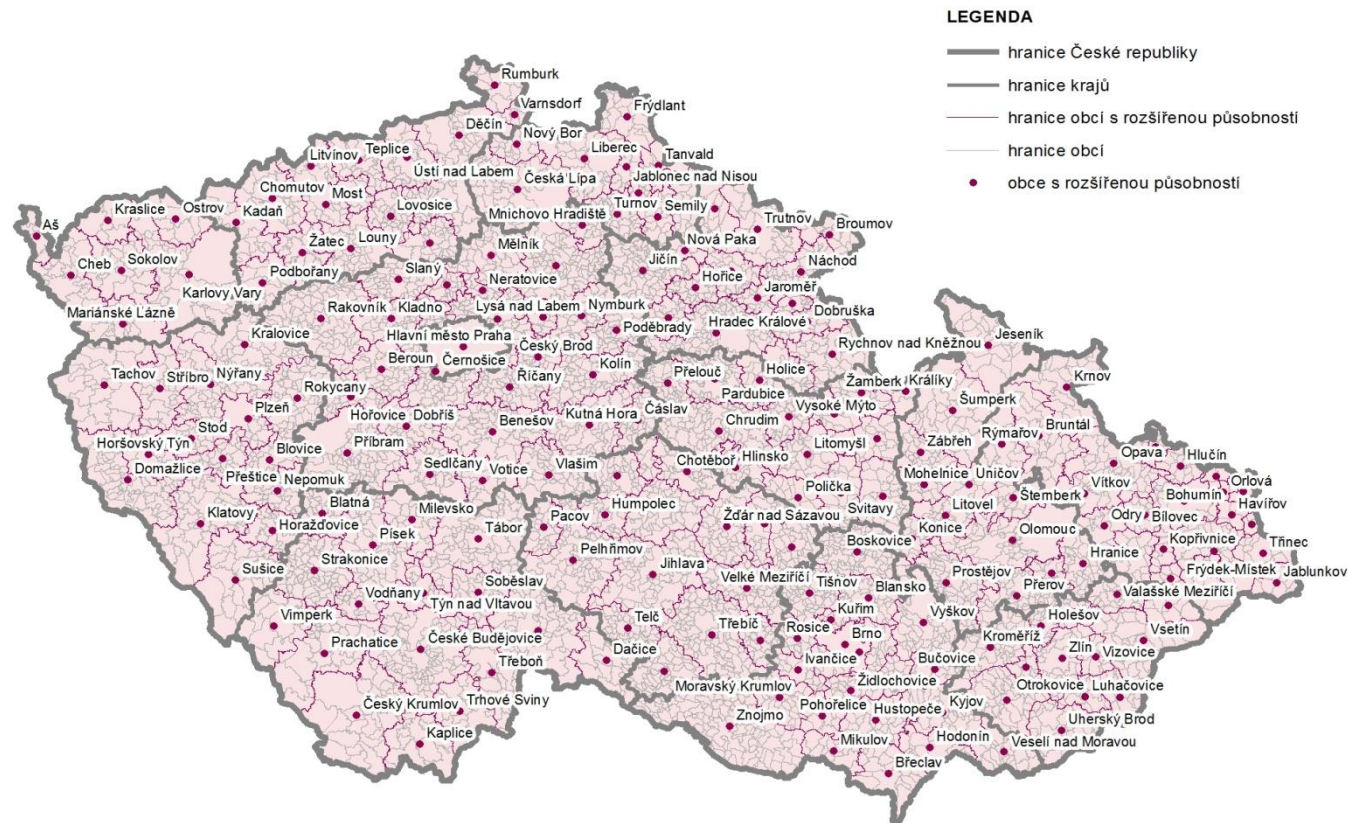 LEGENDA
hranice České republiky
hranice krajů
hranice obcí s rozšířenou působností
hranice obcí
obce s rozšířenou působností
Rumburk
Varnsdorf
Frýdlant
Děčín
Nový Bor
Litvínov
Teplice
Liberec
Tanvald
Ústí nad Labem
Česká Lípa
Jablonec nad Nisou
Chomutov
Most
Kraslice
Ostrov
Kadaň
Lovosice
Mnichovo Hradiště
Turnov
Semily
Aš
Trutnov
Broumov
Žatec
Louny
Mělník
Nová Paka
Cheb
Sokolov
Podbořany
Slaný
Neratovice
Jičín
Hořice
Náchod
Karlovy Vary
Jaroměř
Mariánské Lázně
Rakovník
Kladno
Lysá nad Labem
Nymburk
Dobruška
Kralovice
Hlavní město Praha
Poděbrady
Hradec Králové
Jeseník
Beroun
Černošice
Český Brod
Rychnov nad Kněžnou
Tachov
Stříbro
Nýřany
Rokycany
Říčany
Kolín
Přelouč
Holice
Krnov
Pardubice
Žamberk
Králíky
Plzeň
Hořovice
Dobříš
Benešov
Kutná Hora
Čáslav
Vysoké Mýto
Šumperk
Stod
Chrudim
Horšovský Týn
Příbram
Litomyšl
Zábřeh
Rýmařov
Bruntál
Blovice
Domažlice
Přeštice
Sedlčany
Votice
Vlašim
Chotěboř
Hlinsko
Opava
Hlučín
Nepomuk
Mohelnice
Uničov
Vítkov
Orlová
Blatná
Milevsko
Humpolec
Polička
Svitavy
Litovel
Šternberk
Bohumín
Havířov
Klatovy
Horažďovice
Písek
Tábor
Pacov
Žďár nad Sázavou
Konice
Olomouc
Odry
Bílovec
Strakonice
Pelhřimov
Boskovice
Hranice
Kopřivnice
Třinec
Sušice
Soběslav
Jihlava
Velké Meziříčí
Tišnov
Blansko
Prostějov
Přerov
Frýdek-Místek
Jablunkov
Vodňany
Týn nad Vltavou
Valašské Meziříčí
Vimperk
Kuřim
Vyškov
Holešov
Telč
Třebíč
Rosice
Brno
Kroměříž
Vsetín
Prachatice
České Budějovice
Dačice
Ivančice
Bučovice
Zlín
Vizovice
Třeboň
Moravský Krumlov
Židlochovice
Otrokovice
Luhačovice
Český Krumlov
Trhové Sviny
Znojmo
Pohořelice
Hustopeče
Kyjov
Uherský Brod
Kaplice
Mikulov
Hodonín
Veselí nad Moravou
Břeclav